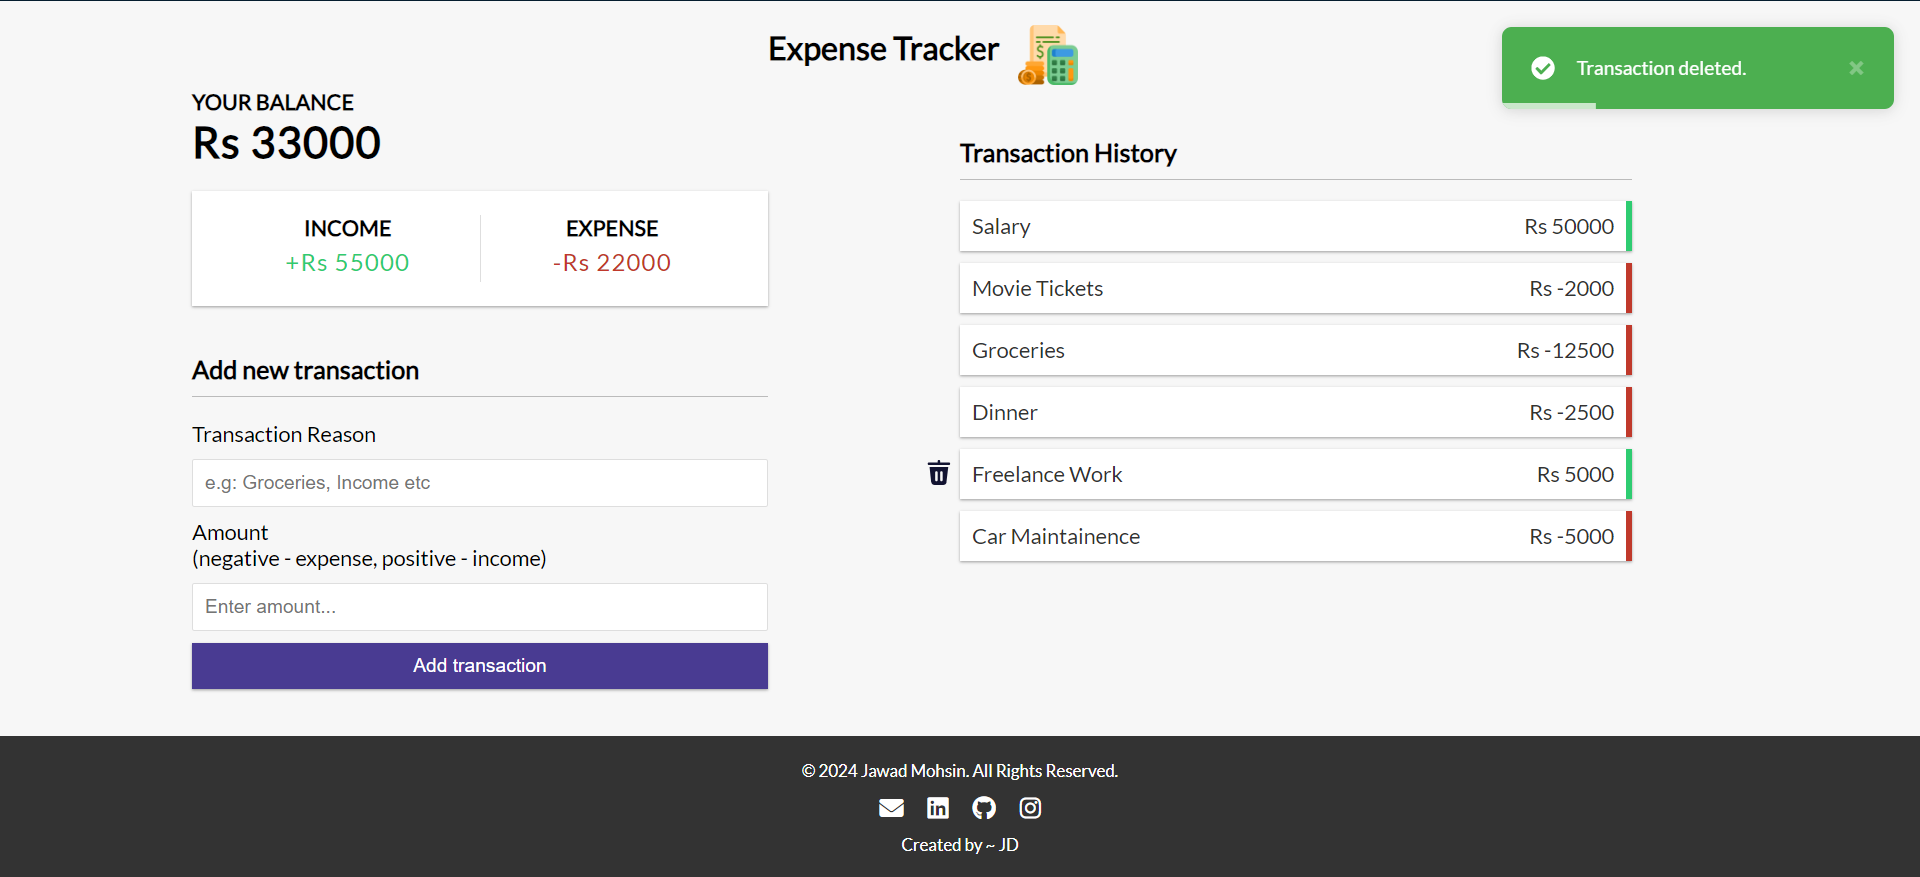 Expense Tracker
Transaction deleted.
YOUR BALANCE
Rs 33000
INCOME
+Rs 55000
EXPENSE
-Rs 22000
Add new transaction
Transaction Reason
e.g: Groceries, Income etc
Amount
(negative - expense, positive - income)
Enter amount...
Add transaction
Transaction History
Salary Rs 50000
Movie Tickets Rs -2000
Groceries Rs -12500
Dinner Rs -2500
Freelance Work Rs 5000
Car Maintainence Rs -5000
© 2024 Jawad Mohsin. All Rights Reserved.
Created by ~ JD